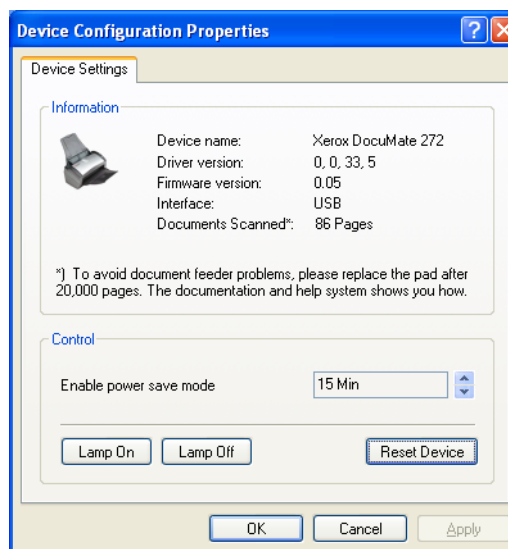 Device Configuration Properties
Device Settings
Information
Device name: Xerox DocuMate 272
Driver version: 0, 0, 33, 5
Firmware version: 0.05
Interface: USB
Documents Scanned*: 86 Pages
*) To avoid document feeder problems, please replace the pad after
20,000 pages. The documentation and help system shows you how.
Control
Enable power save mode 15 Min
Lamp On Lamp Off Reset Device
OK Cancel Apply